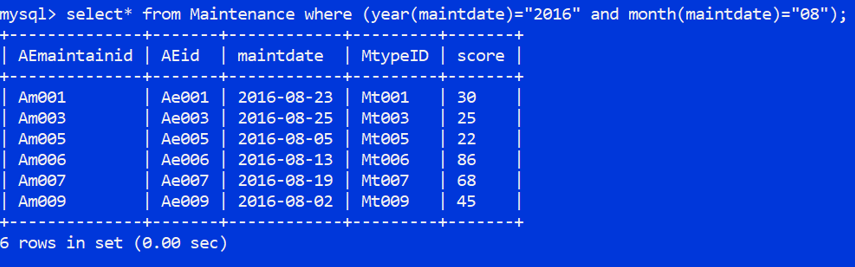 mysql> select* from Maintenance where (year(maintdate)="2016" and month(maintdate)="08");
+--------------+-------+------------+---------+-------+
| AEmaintainid | AEid  | maintdate  | MtypeID | score |
+--------------+-------+------------+---------+-------+
| Am001        | Ae001 | 2016-08-23 | Mt001   | 30    |
| Am003        | Ae003 | 2016-08-25 | Mt003   | 25    |
| Am005        | Ae005 | 2016-08-05 | Mt005   | 22    |
| Am006        | Ae006 | 2016-08-13 | Mt006   | 86    |
| Am007        | Ae007 | 2016-08-19 | Mt007   | 68    |
| Am009        | Ae009 | 2016-08-02 | Mt009   | 45    |
+--------------+-------+------------+---------+-------+
6 rows in set (0.00 sec)